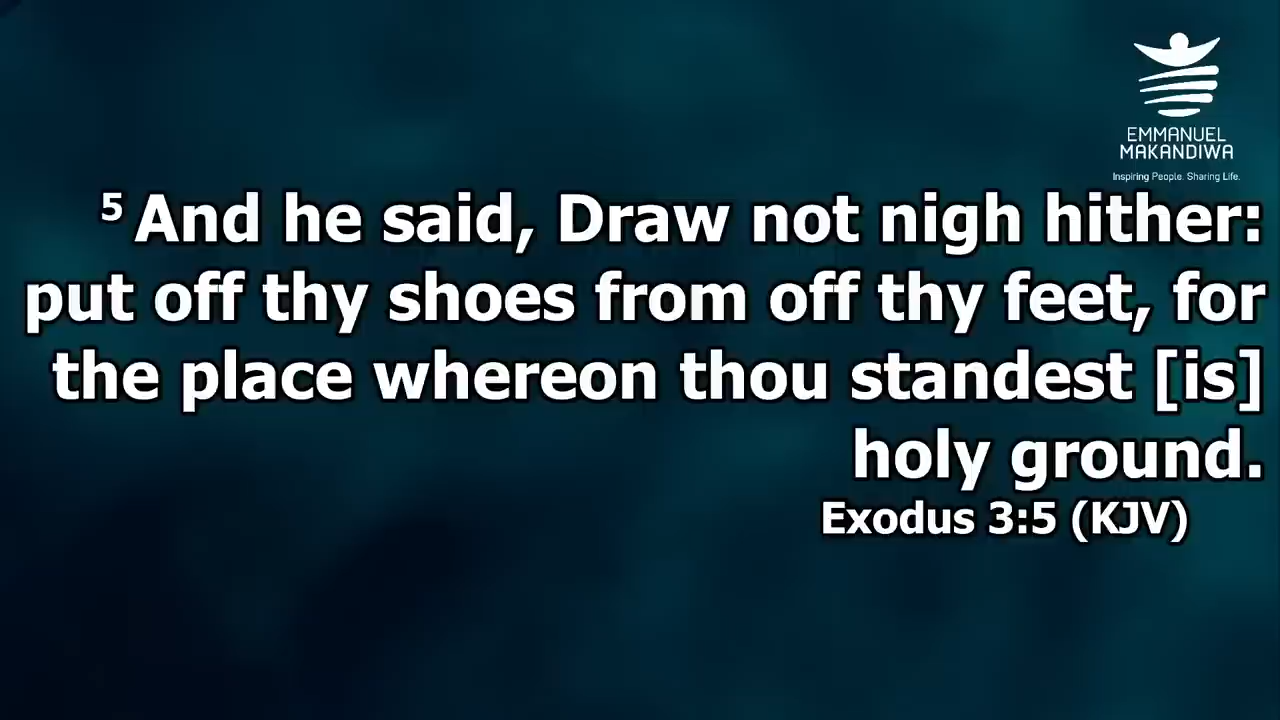 EMMANUEL
MAKANDIWA
Inspiring People. Sharing Life.
⁵ And he said, Draw not nigh hither:
put off thy shoes from off thy feet, for
the place whereon thou standest [is]
holy ground.
Exodus 3:5 (KJV)